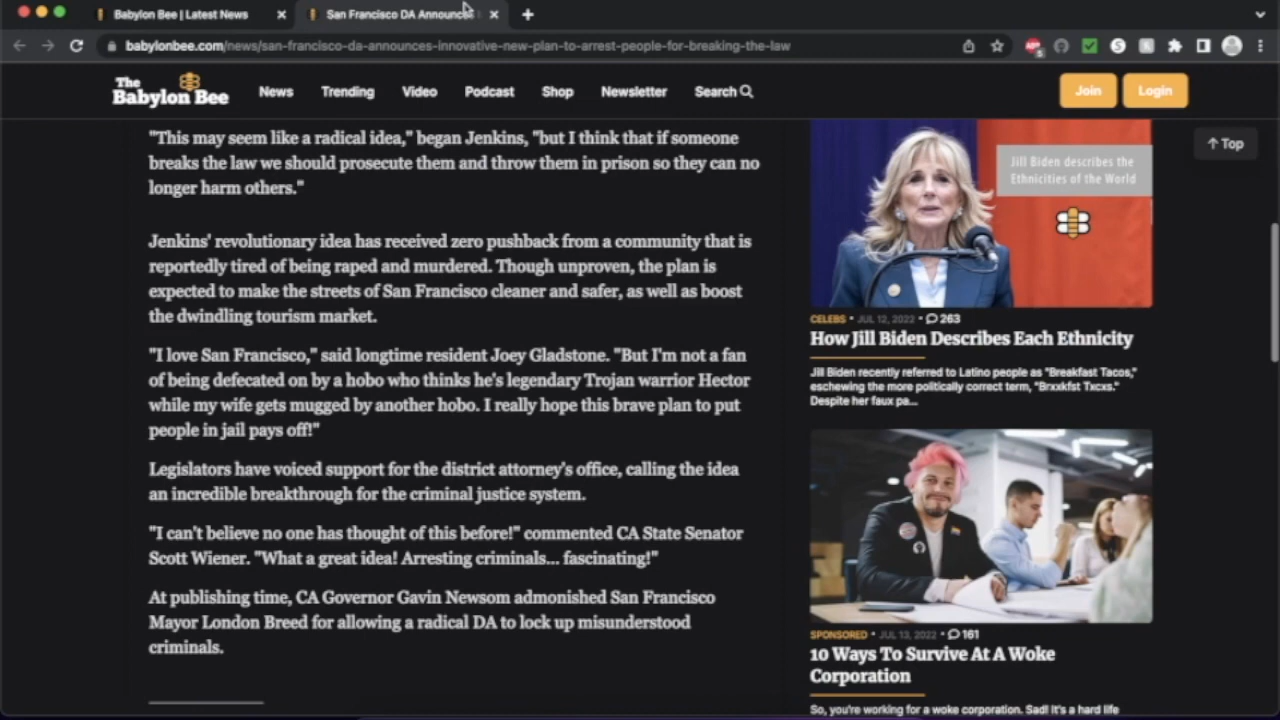 Babylon Bee | Latest News
San Francisco DA Announces
babylonbee.com/news/san-francisco-da-announces-innovative-new-plan-to-arrest-people-for-breaking-the-law
The
Babylon Bee
News
Trending
Video
Podcast
Shop
Newsletter
Search
Join
Login
Top
"This may seem like a radical idea," began Jenkins, "but I think that if someone
breaks the law we should prosecute them and throw them in prison so they can no
longer harm others."
Jenkins' revolutionary idea has received zero pushback from a community that is
reportedly tired of being raped and murdered. Though unproven, the plan is
expected to make the streets of San Francisco cleaner and safer, as well as boost
the dwindling tourism market.
"I love San Francisco," said longtime resident Joey Gladstone. "But I'm not a fan
of being defecated on by a hobo who thinks he's legendary Trojan warrior Hector
while my wife gets mugged by another hobo. I really hope this brave plan to put
people in jail pays off!"
Legislators have voiced support for the district attorney's office, calling the idea
an incredible breakthrough for the criminal justice system.
"I can't believe no one has thought of this before!" commented CA State Senator
Scott Wiener. "What a great idea! Arresting criminals... fascinating!"
At publishing time, CA Governor Gavin Newsom admonished San Francisco
Mayor London Breed for allowing a radical DA to lock up misunderstood
criminals.
Jill Biden describes the
Ethnicities of the World
CELEBS • JUL 12, 2022 • 263
How Jill Biden Describes Each Ethnicity
Jill Biden recently referred to Latino people as "Breakfast Tacos,"
eschewing the more politically correct term, "Brxxkfst Txcxs."
Despite her faux pa...
SPONSORED • JUL 13, 2022 • 161
10 Ways To Survive At A Woke
Corporation
So, you're working for a woke corporation. Sad! It's a hard life